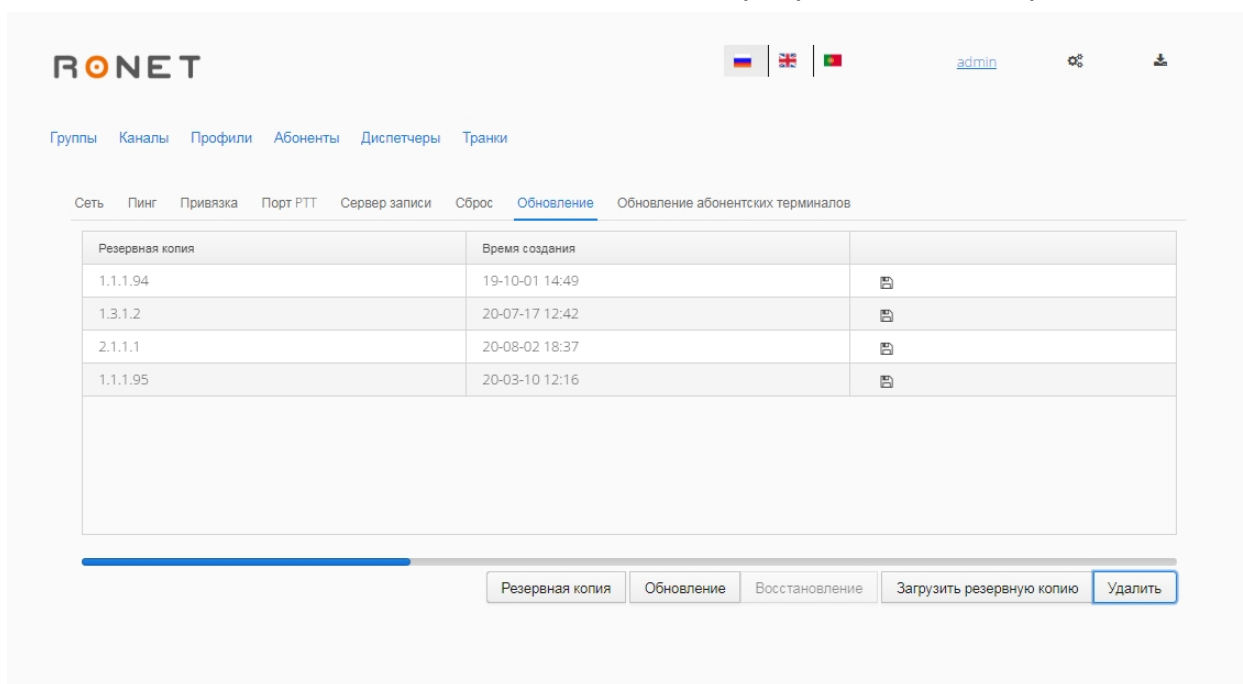 RONET
admin
Группы Каналы Профили Абоненты Диспетчеры Транки
Сеть Пинг Привязка Порт РТТ Сервер записи Сброс Обновление Обновление абонентских терминалов
Резервная копия Время создания
1.1.1.94 19-10-01 14:49
1.3.1.2 20-07-17 12:42
2.1.1.1 20-08-02 18:37
1.1.1.95 20-03-10 12:16
Резервная копия Обновление Восстановление Загрузить резервную копию Удалить